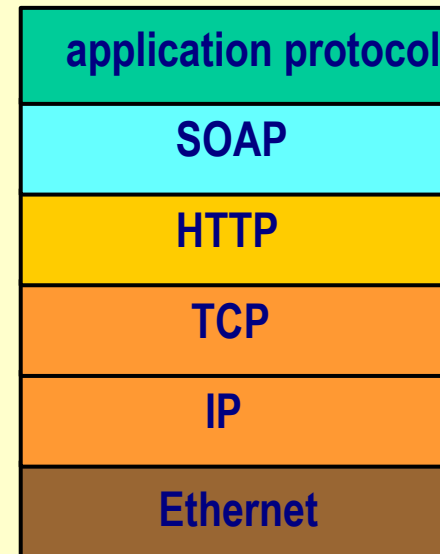 application protocol
SOAP
HTTP
TCP
IP
Ethernet